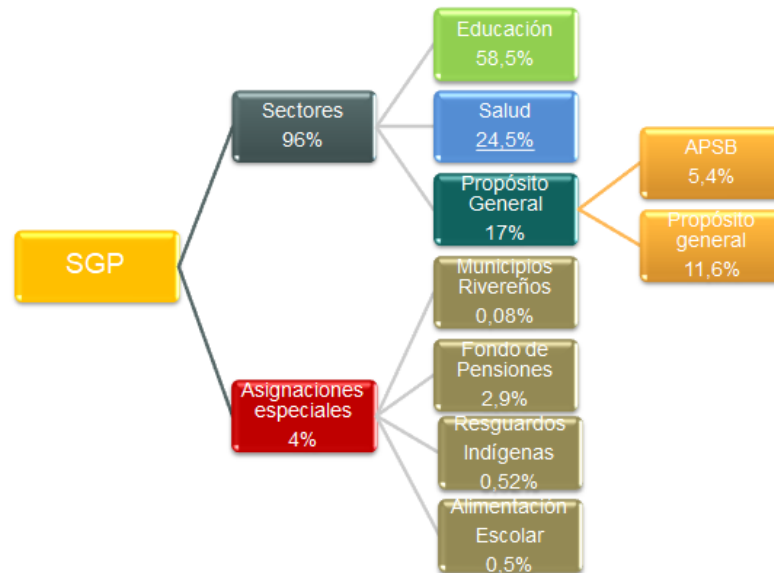 SGP
Sectores
96%
Educación
58,5%
Salud
24,5%
Propósito
General
17%
APSB
5,4%
Propósito
general
11,6%
Asignaciones
especiales
4%
Municipios
Rivereños
0,08%
Fondo de
Pensiones
2,9%
Resguardos
Indígenas
0,52%
Alimentación
Escolar
0,5%